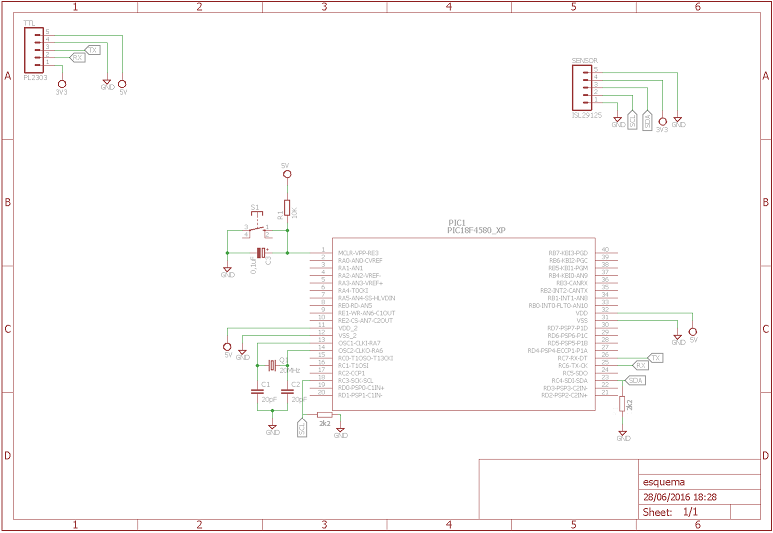 1 2 3 4 5 6
A
B
C
D
A
B
C
D
TTL
5
4
3
2
1
TX
RX
PL2303
3V3
GND
5V
SENSOR
5
4
3
2
1
ISL29125
GND
SCL
SDA
3V3
GND
5V
S1
R1
10K
3 1
4 2
0,1uF
C3
GND
PIC1
PIC18F4580_XP
1 MCLR-VPP-RE3
2 RA0-AN0-CVREF
3 RA1-AN1
4 RA2-AN2-VREF-
5 RA3-AN3-VREF+
6 RA4-T0CKI
7 RA5-AN4-SS-HLVDIN
8 RE0-RD-AN5
9 RE1-WR-AN6-C1OUT
10 RE2-CS-AN7-C2OUT
11 VDD_2
12 VSS_2
13 OSC1-CLKI-RA7
14 OSC2-CLKO-RA6
15 RC0-T1OSO-T13CKI
16 RC1-T1OSI
17 RC2-CCP1
18 RC3-SCK-SCL
19 RD0-PSP0-C1IN+
20 RD1-PSP1-C1IN-
RB7-KBI3-PGD 40
RB6-KBI2-PGC 39
RB5-KBI1-PGM 38
RB4-KBI0-AN9 37
RB3-CANRX 36
RB2-INT2-CANTX 35
RB1-INT1-AN8 34
RB0-INT0-FLT0-AN10 33
VDD 32
VSS 31
RD7-PSP7-P1D 30
RD6-PSP6-P1C 29
RD5-PSP5-P1B 28
RD4-PSP4-ECCP1-P1A 27
RC7-RX-DT 26
RC6-TX-CK 25
RC5-SDO 24
RC4-SDI-SDA 23
RD3-PSP3-C2IN- 22
RD2-PSP2-C2IN+ 21
5V
GND
Q1
20MHz
C1
20pF
C2
20pF
GND
SCL
2k2
GND
GND
5V
TX
RX
SDA
2k2
GND
esquema
28/06/2016 18:28
Sheet: 1/1
1 2 3 4 5 6